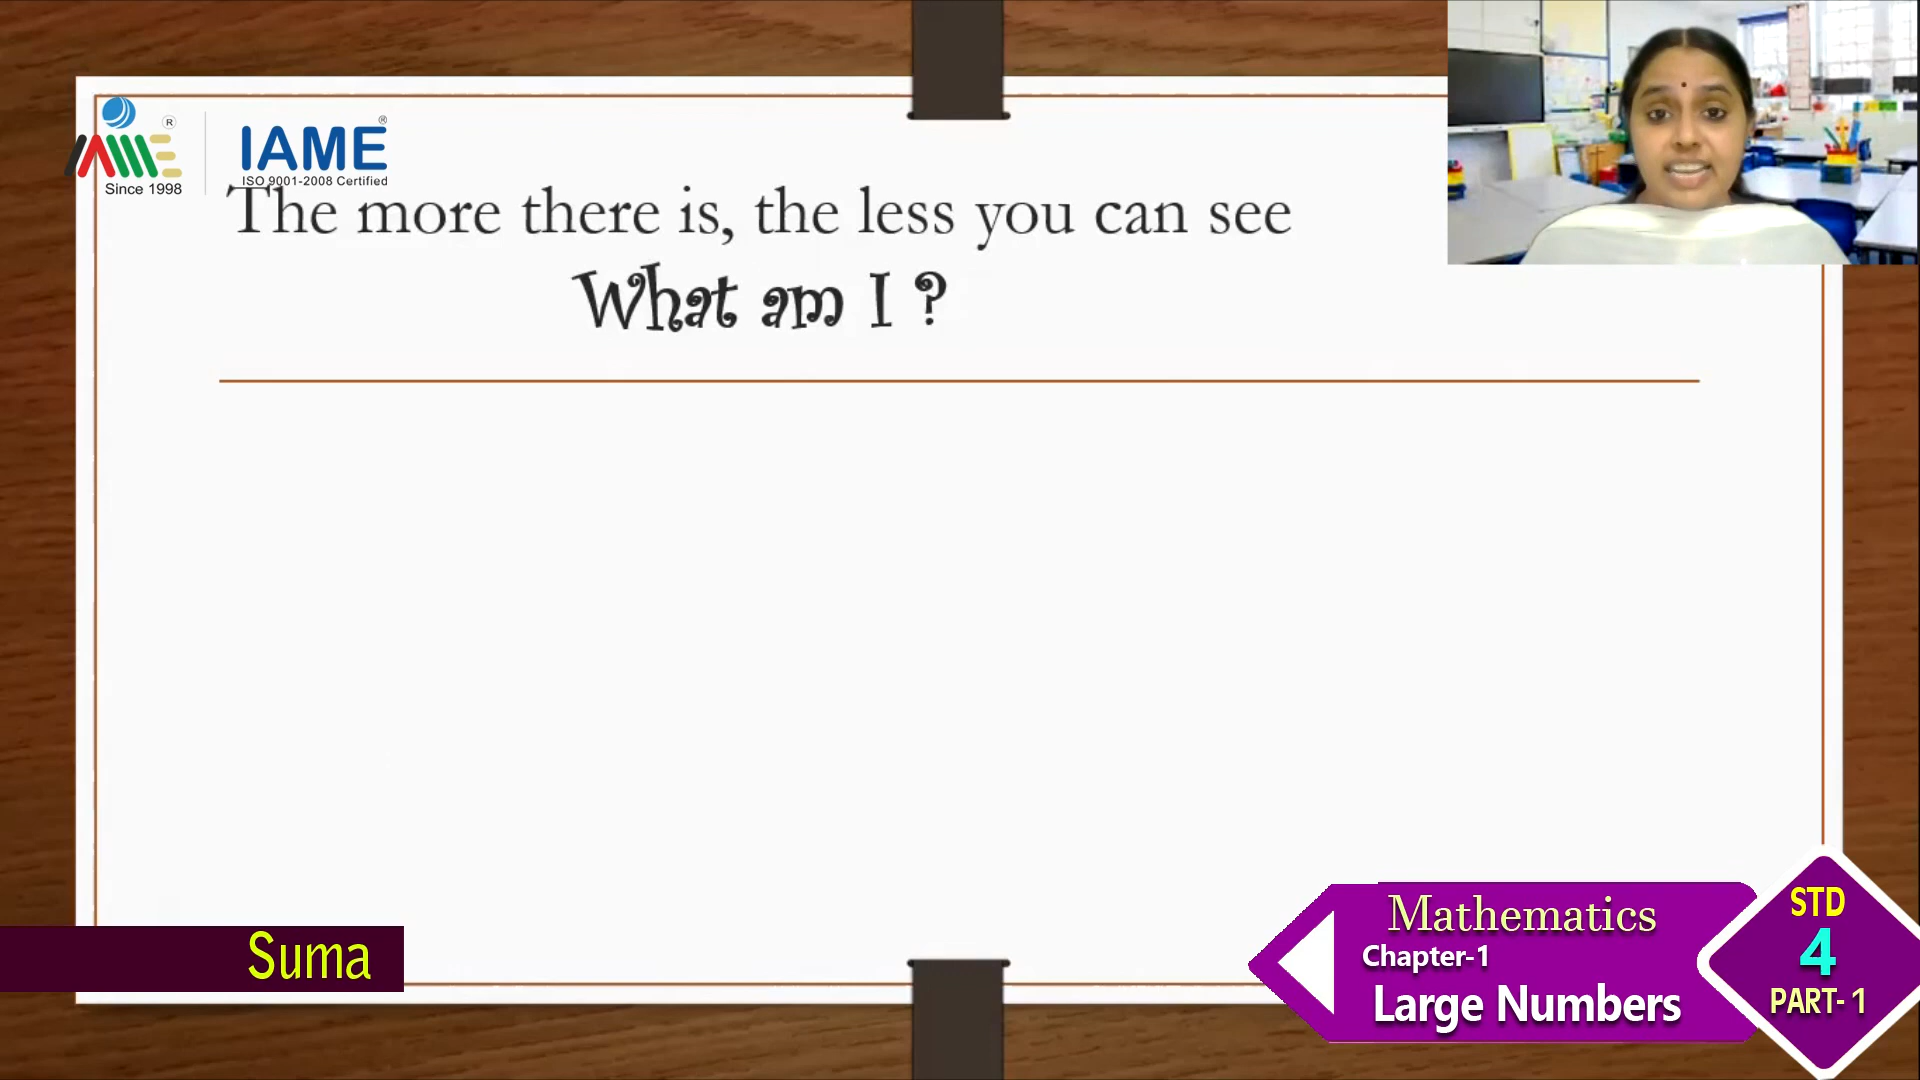 R
Since 1998
IAME
®
ISO 9001-2008 Certified
The more there is, the less you can see
What am I ?
Suma
Mathematics
Chapter-1
Large Numbers
STD
4
PART- 1